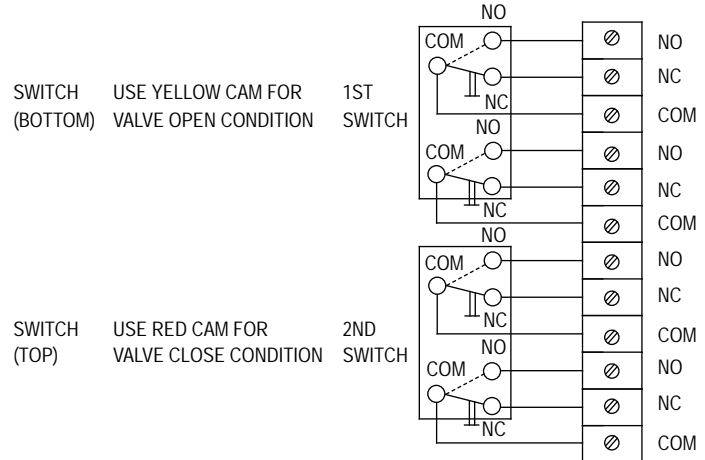 NO
COM
NO
NC
NC
SWITCH USE YELLOW CAM FOR 1ST
(BOTTOM) VALVE OPEN CONDITION SWITCH
COM
NO
COM
NO
NC
NC
COM
NO
COM
NO
NC
NC
SWITCH USE RED CAM FOR 2ND
(TOP) VALVE CLOSE CONDITION SWITCH
COM
NO
COM
NO
NC
NC
COM